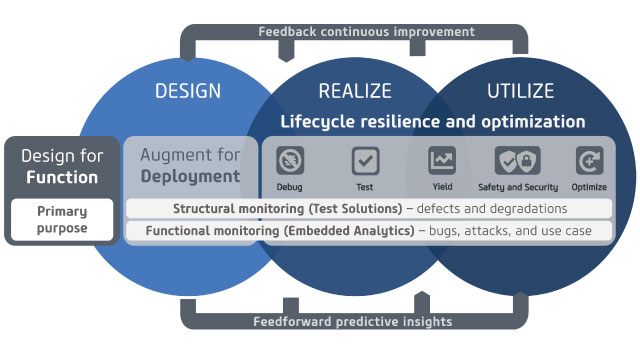 Feedback continuous improvement
DESIGN
REALIZE
UTILIZE
Lifecycle resilience and optimization
Design for
Function
Primary
purpose
Augment for
Deployment
Debug
Test
Yield
Safety and Security
Optimize
Structural monitoring (Test Solutions) – defects and degradations
Functional monitoring (Embedded Analytics) – bugs, attacks, and use case
Feedforward predictive insights